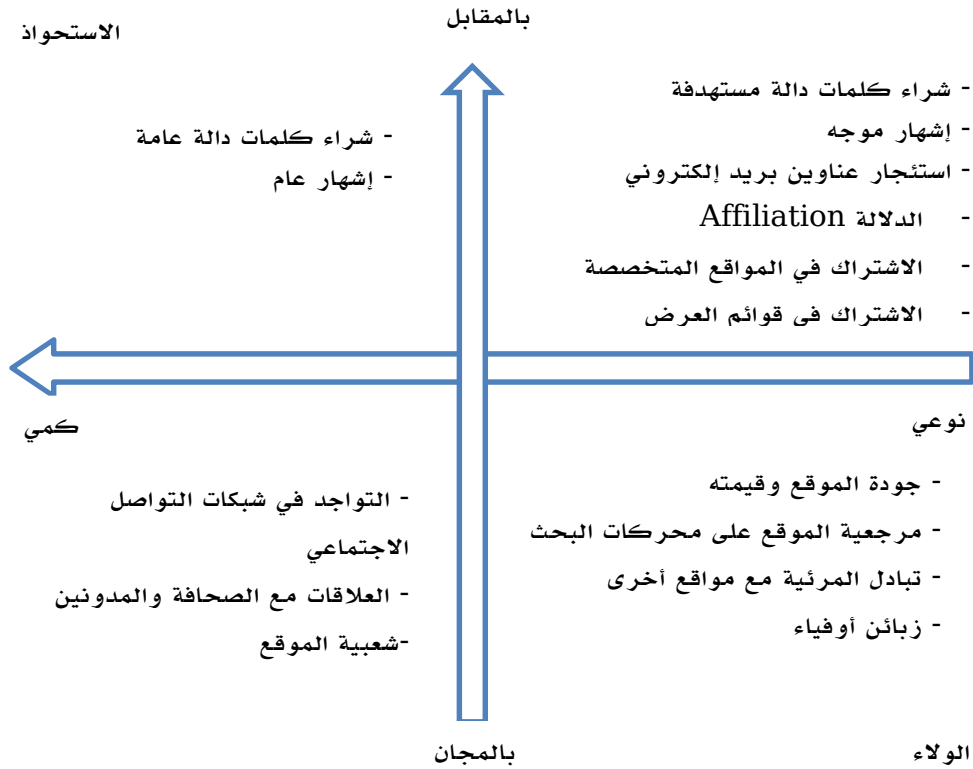 بالمقابل
الاستحواذ
- شراء كلمات دالة مستهدفة
- إشهار موجه
- استئجار عناوين بريد إلكتروني
- الدلالة Affiliation
- الاشتراك في المواقع المتخصصة
- الاشتراك في قوائم العرض
- شراء كلمات دالة عامة
- إشهار عام
نوعي
كمي
- جودة الموقع وقيمته
- مرجعية الموقع على محركات البحث
- تبادل المرئية مع مواقع أخرى
- زبائن أوفياء
- التواجد في شبكات التواصل
الاجتماعي
- العلاقات مع الصحافة والمدونين
-شعبية الموقع
الولاء
بالمجان